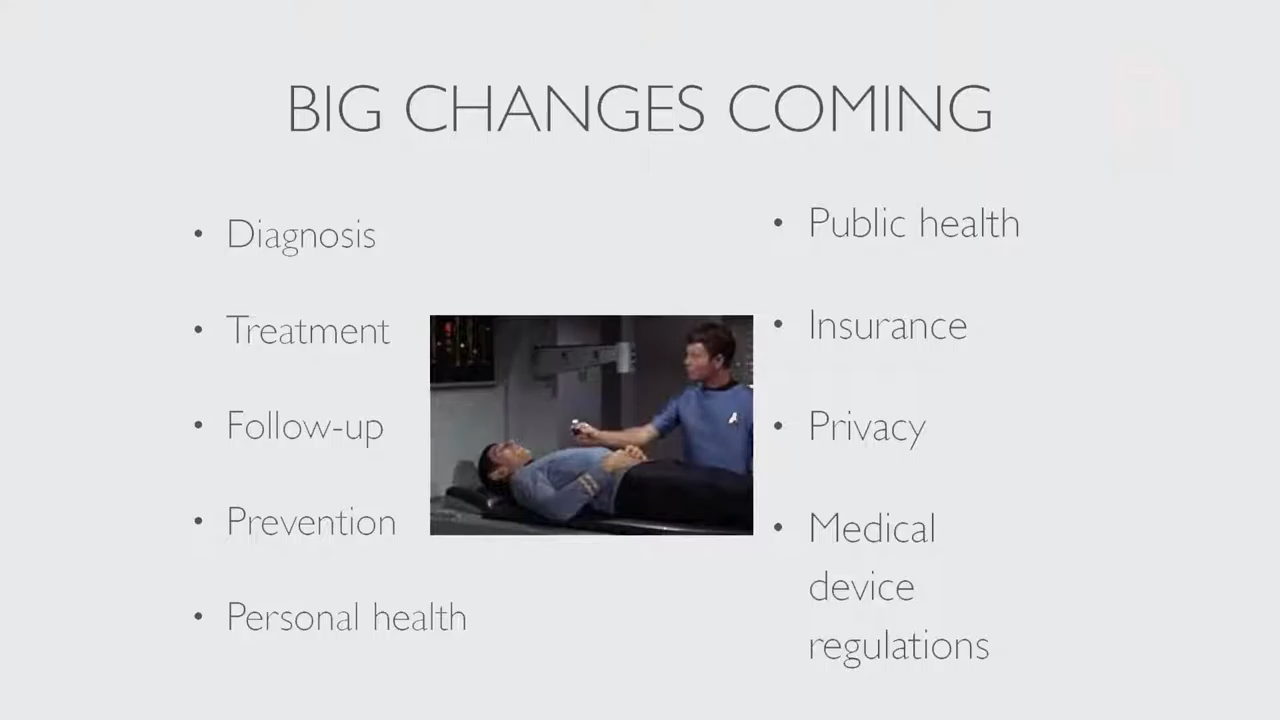 BIG CHANGES COMING
• Diagnosis
• Treatment
• Follow-up
• Prevention
• Personal health
• Public health
• Insurance
• Privacy
• Medical
device
regulations